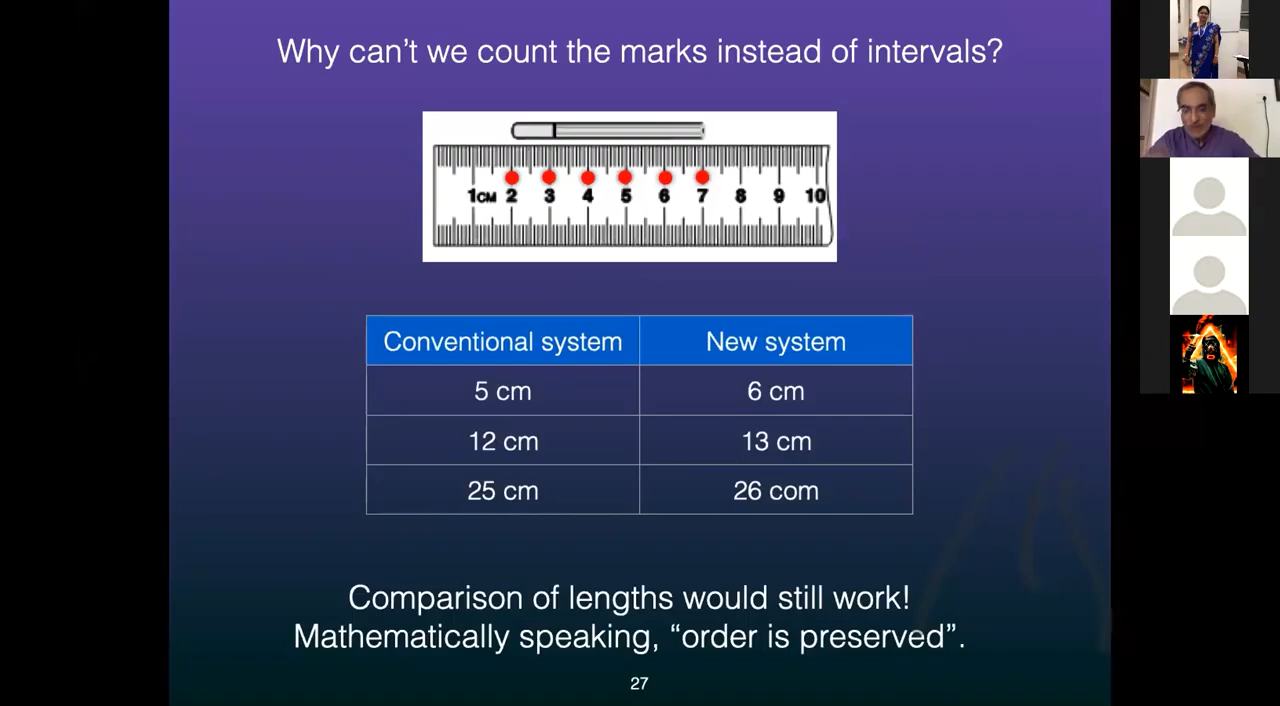 Why can't we count the marks instead of intervals?
1CM 2 3 4 5 6 7 8 9 10
Conventional system New system
5 cm 6 cm
12 cm 13 cm
25 cm 26 com
Comparison of lengths would still work!
Mathematically speaking, “order is preserved”.
27